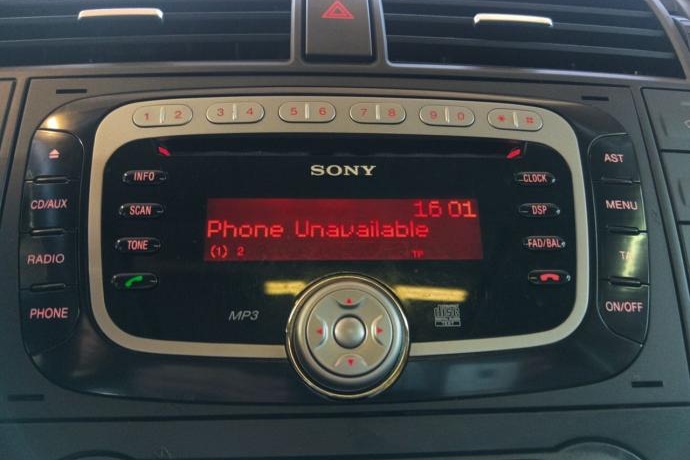 1 2 3 4 5 6 7 8 9 0 * #
SONY
INFO
CLOCK
AST
CD/AUX
SCAN
16 01
DSP
MENU
Phone Unavailable
RADIO
TONE
(1) 2
TP
FAD/BAL
PHONE
MP3
ON/OFF